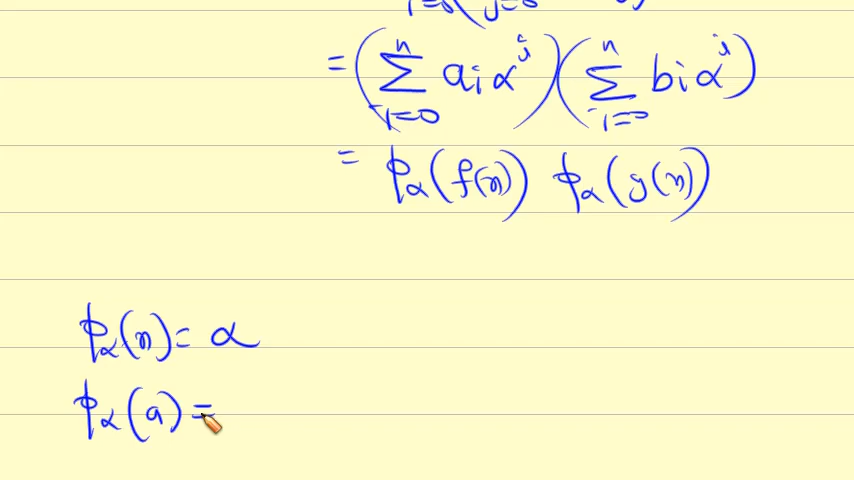 = (∑_{i=0}^{n} a_i α^i)(∑_{i=0}^{n} b_i α^i)
= ϕ_α(f(x)) ϕ_α(g(x))
ϕ_α(x) = α
ϕ_α(a) =